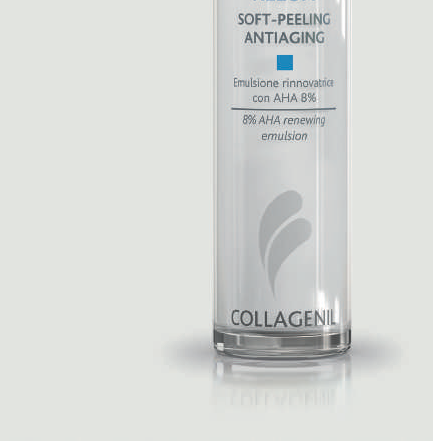 SOFT-PEELING
ANTIAGING
Emulsione rinnovatrice
con AHA 8%
8% AHA renewing
emulsion
COLLAGENIL